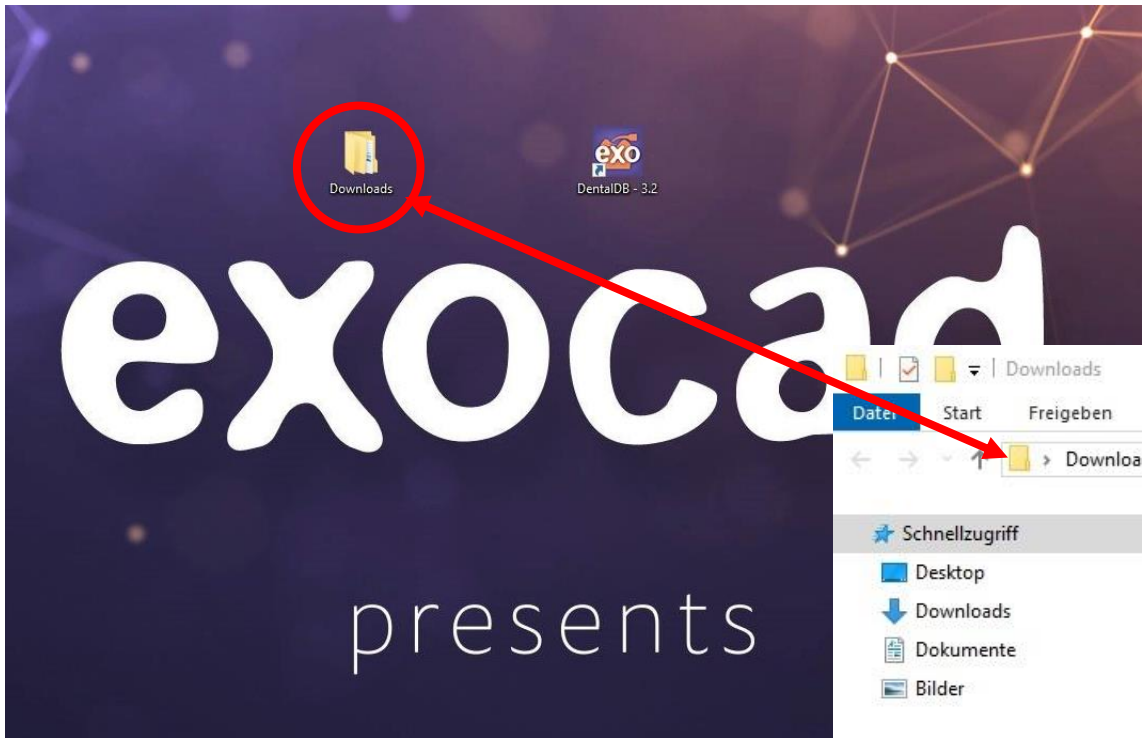 Downloads
exo
DentalDB - 3.2
exocad
presents
Downloads
Datei Start Freigeben
Downloa
Schnellzugriff
Desktop
Downloads
Dokumente
Bilder